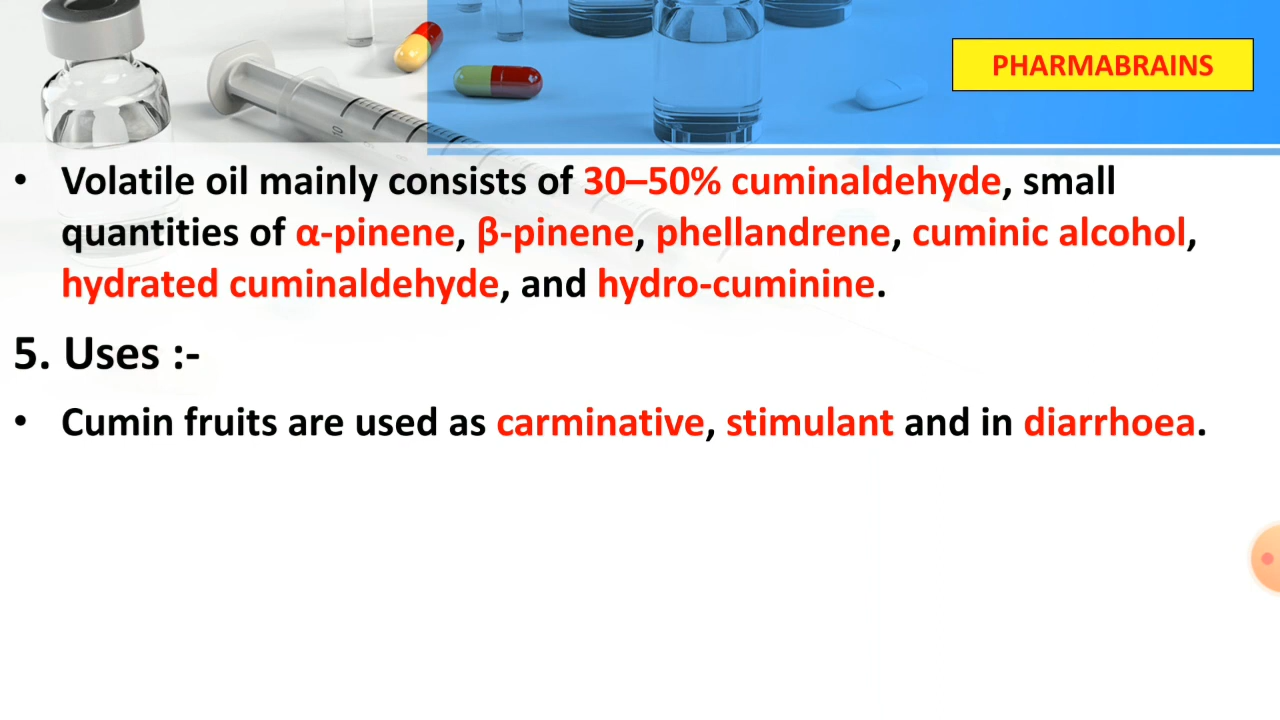 PHARMABRAINS
• Volatile oil mainly consists of 30–50% cuminaldehyde, small
quantities of α-pinene, β-pinene, phellandrene, cuminic alcohol,
hydrated cuminaldehyde, and hydro-cuminine.
5. Uses :-
• Cumin fruits are used as carminative, stimulant and in diarrhoea.